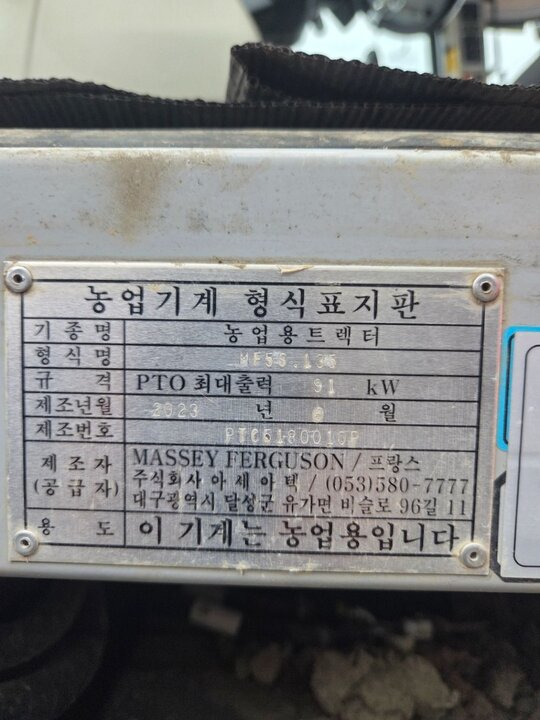 농업기계 형식표지판
기종명 농업용트렉터
형식명 MF5S.135
규격 PTO 최대출력 91 kW
제조년월 2023 년 월
제조번호
제조자 MASSEY FERGUSON / 프랑스
(공급자) 주식회사 아세아텍 / (053)580-7777
대구광역시 달성군 유가면 비슬로 96길 11
용도 이 기계는 농업용입니다